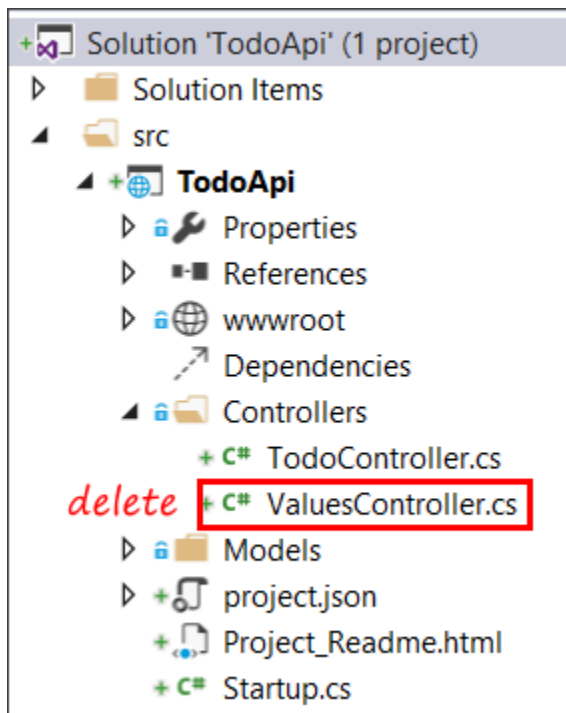 Solution 'TodoApi' (1 project)
Solution Items
src
TodoApi
Properties
References
wwwroot
Dependencies
Controllers
C# TodoController.cs
delete C# ValuesController.cs
Models
project.json
Project_Readme.html
C# Startup.cs